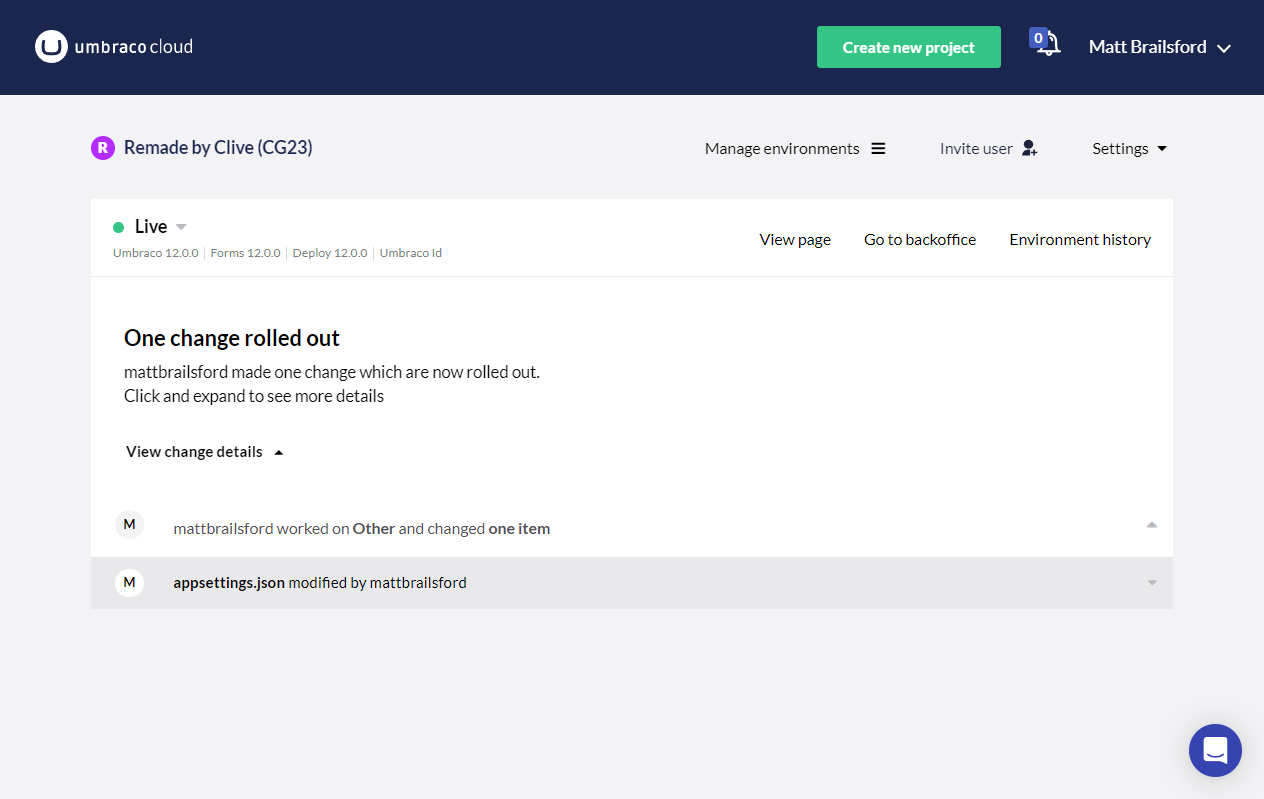 umbraco cloud
Create new project
0
Matt Brailsford
R
Remade by Clive (CG23)
Manage environments
Invite user
Settings
Live
Umbraco 12.0.0 | Forms 12.0.0 | Deploy 12.0.0 | Umbraco Id
View page
Go to backoffice
Environment history
One change rolled out
mattbrailsford made one change which are now rolled out.
Click and expand to see more details
View change details
M
mattbrailsford worked on Other and changed one item
M
appsettings.json modified by mattbrailsford